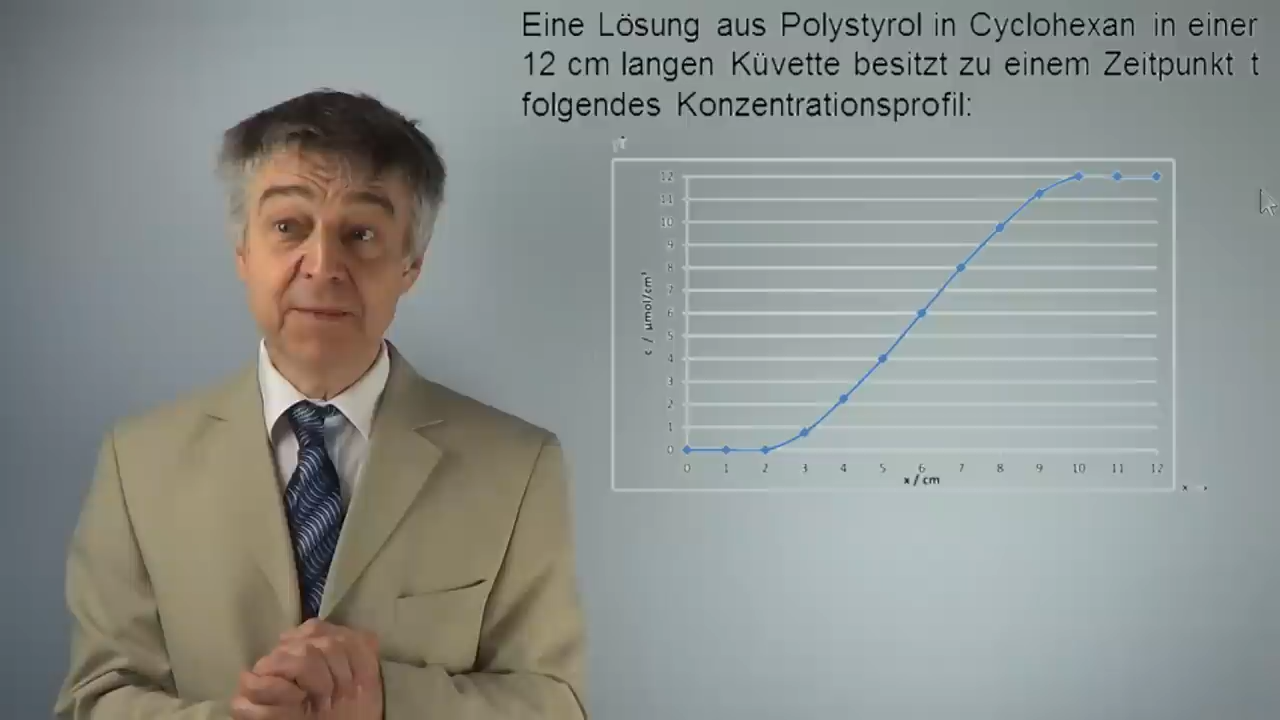 Eine Lösung aus Polystyrol in Cyclohexan in einer
12 cm langen Küvette besitzt zu einem Zeitpunkt t
folgendes Konzentrationsprofil:
12
11
10
9
8
7
6
5
4
3
2
1
0
c / µmol/cm³
0 1 2 3 4 5 6 7 8 9 10 11 12
x / cm
x